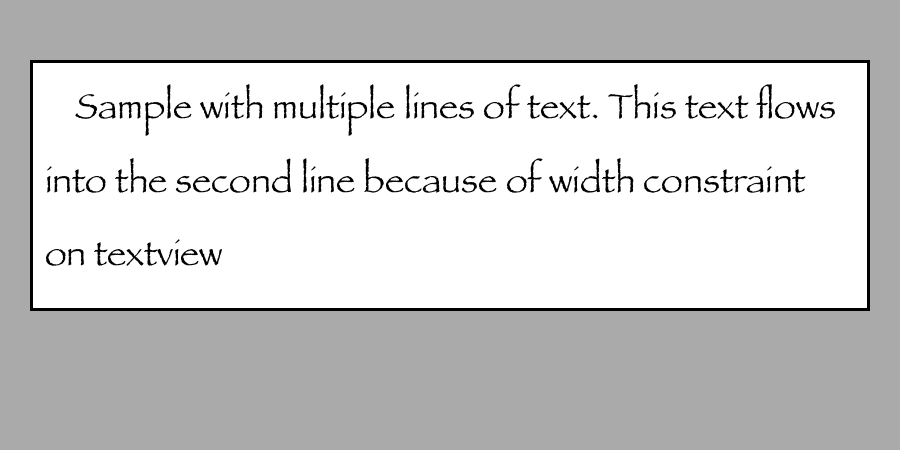 Sample with multiple lines of text. This text flows
into the second line because of width constraint
on textview